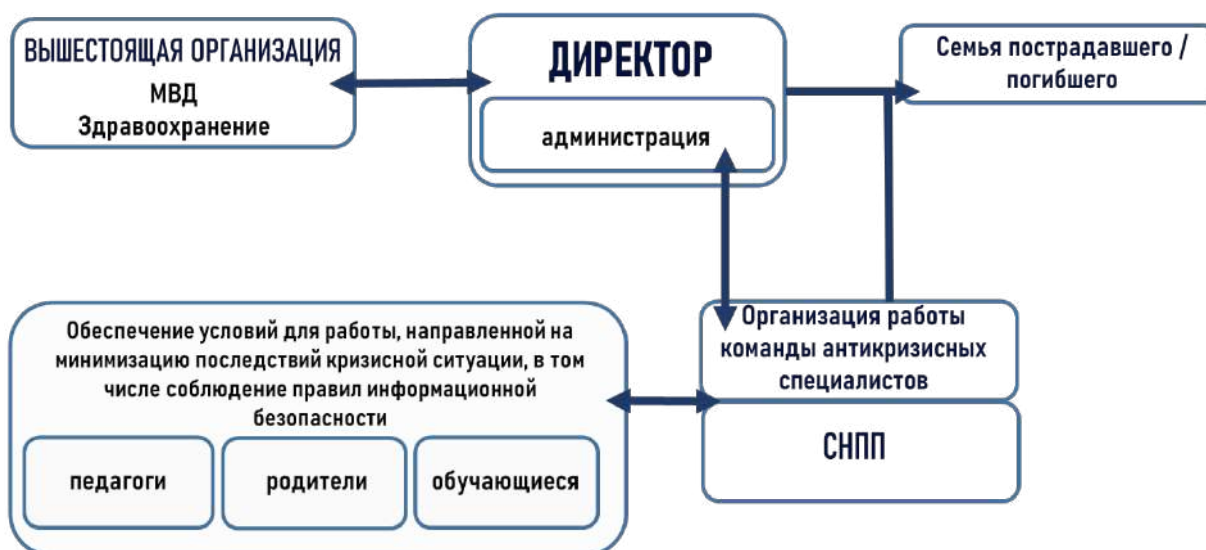 ВЫШЕСТОЯЩАЯ ОРГАНИЗАЦИЯ
МВД
Здравоохранение
ДИРЕКТОР
администрация
Семья пострадавшего /
погибшего
Обеспечение условий для работы, направленной на
минимизацию последствий кризисной ситуации, в том
числе соблюдение правил информационной
безопасности
педагоги
родители
обучающиеся
Организация работы
команды антикризисных
специалистов
СНПП